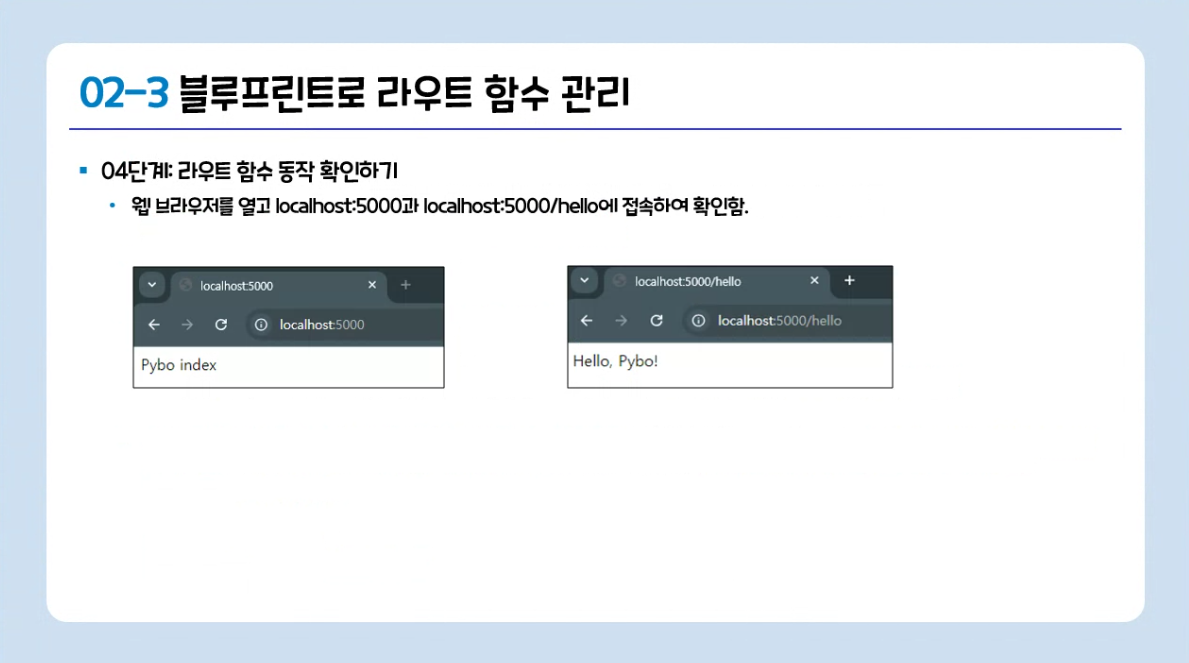 02-3 블루프린트로 라우트 함수 관리
04단계: 라우트 함수 동작 확인하기
웹 브라우저를 열고 localhost:5000과 localhost:5000/hello에 접속하여 확인함.
localhost:5000
localhost:5000
Pybo index
localhost:5000/hello
localhost:5000/hello
Hello, Pybo!